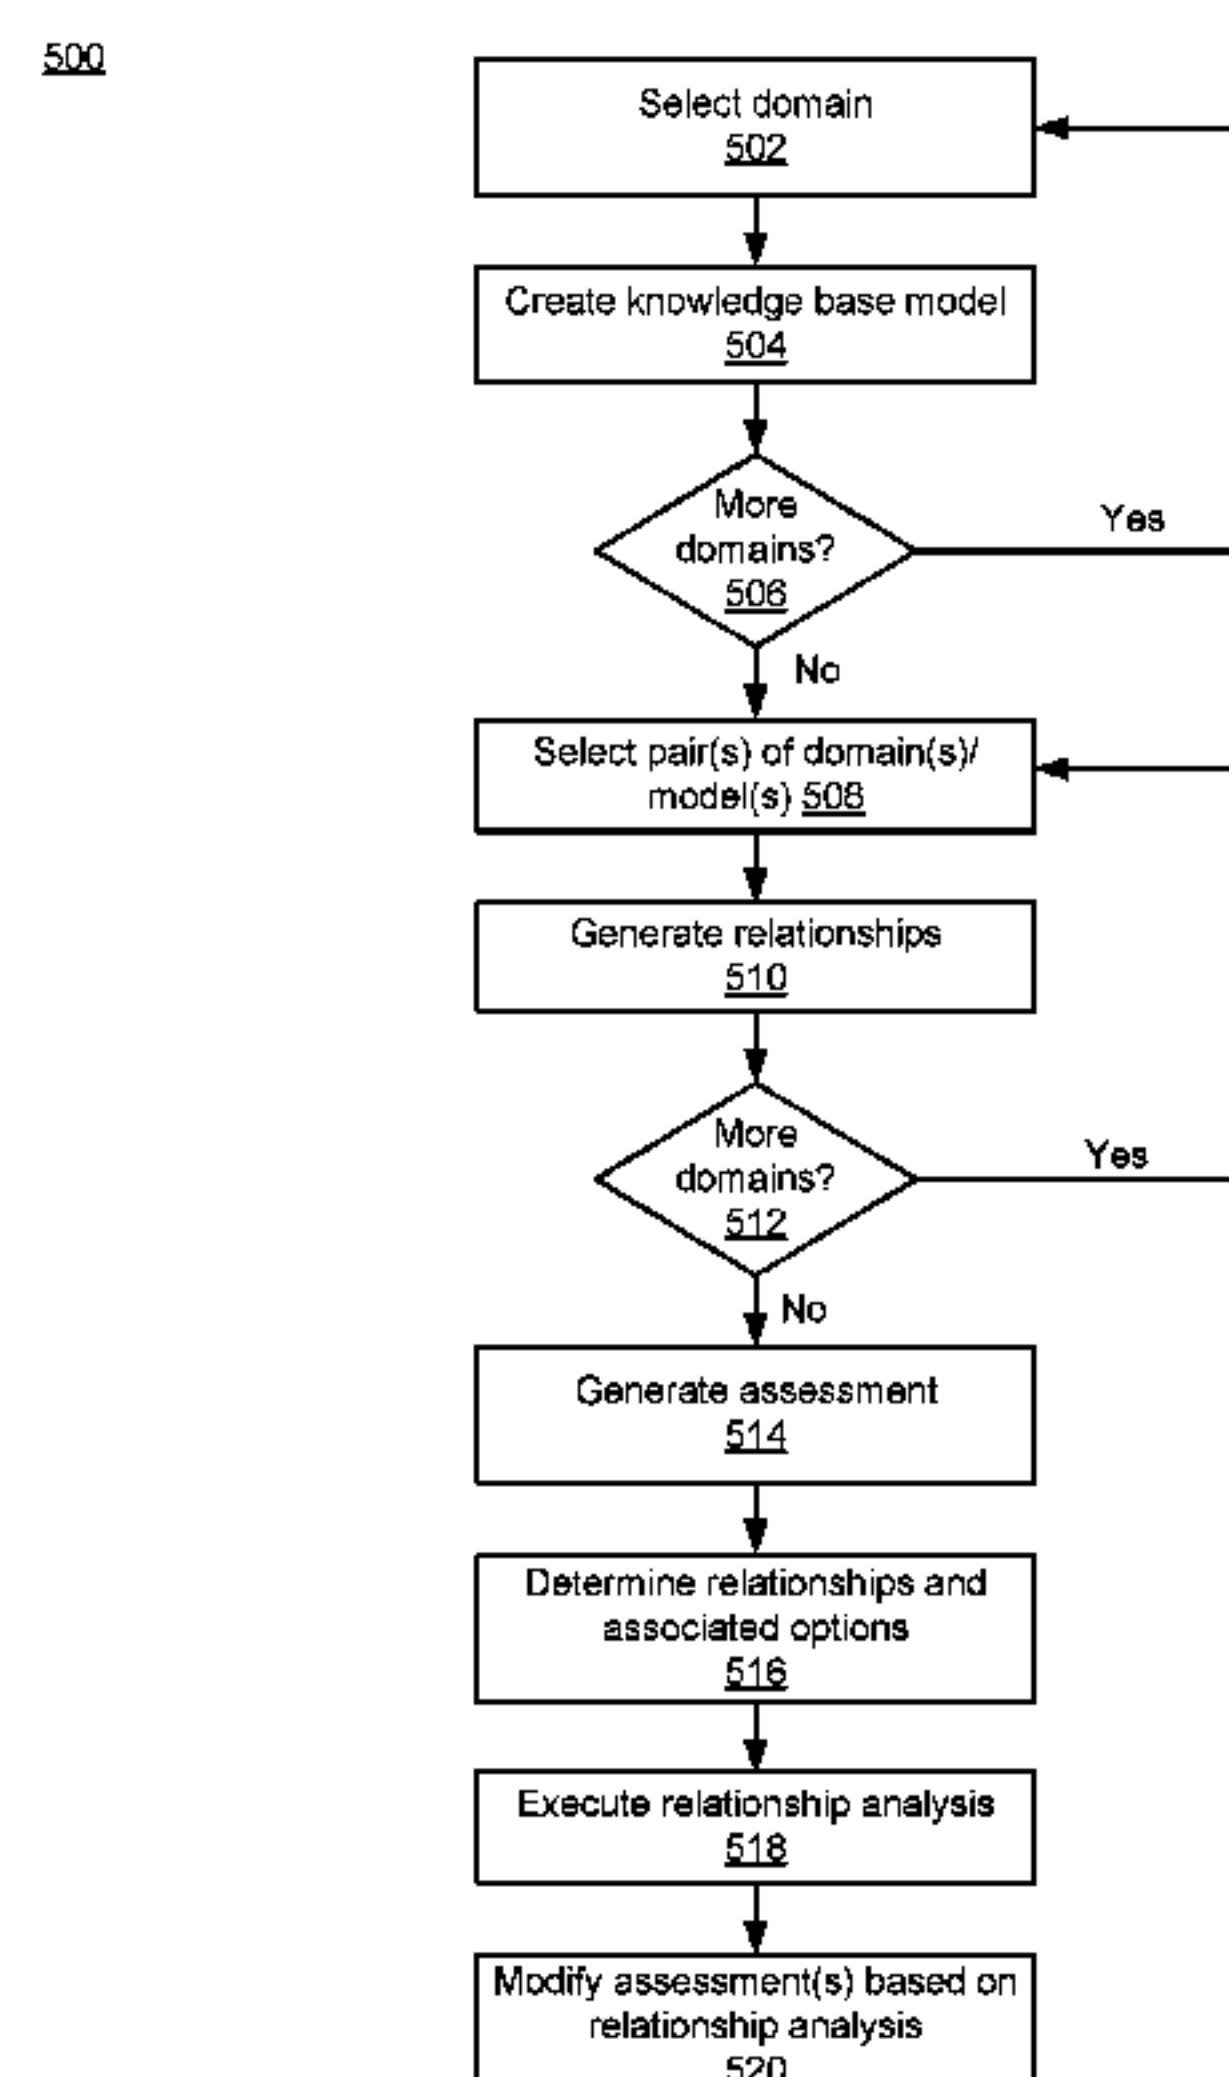 500
Select domain
502
Create knowledge base model
504
More
domains?
506
Yes
No
Select pair(s) of domain(s)/
model(s) 508
Generate relationships
510
More
domains?
512
Yes
No
Generate assessment
514
Determine relationships and
associated options
516
Execute relationship analysis
518
Modify assessment(s) based on
relationship analysis
520